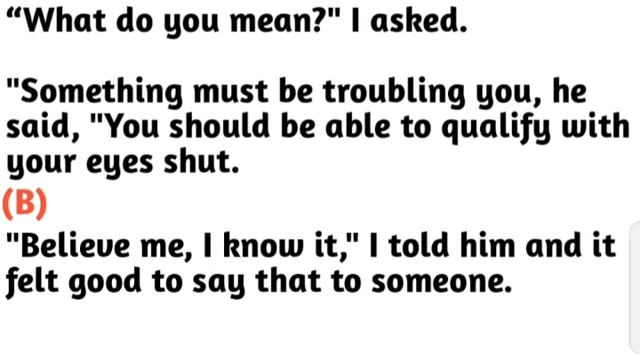 “What do you mean?" I asked.
"Something must be troubling you, he
said, "You should be able to qualify with
your eyes shut.
(B)
"Believe me, I know it," I told him and it
felt good to say that to someone.